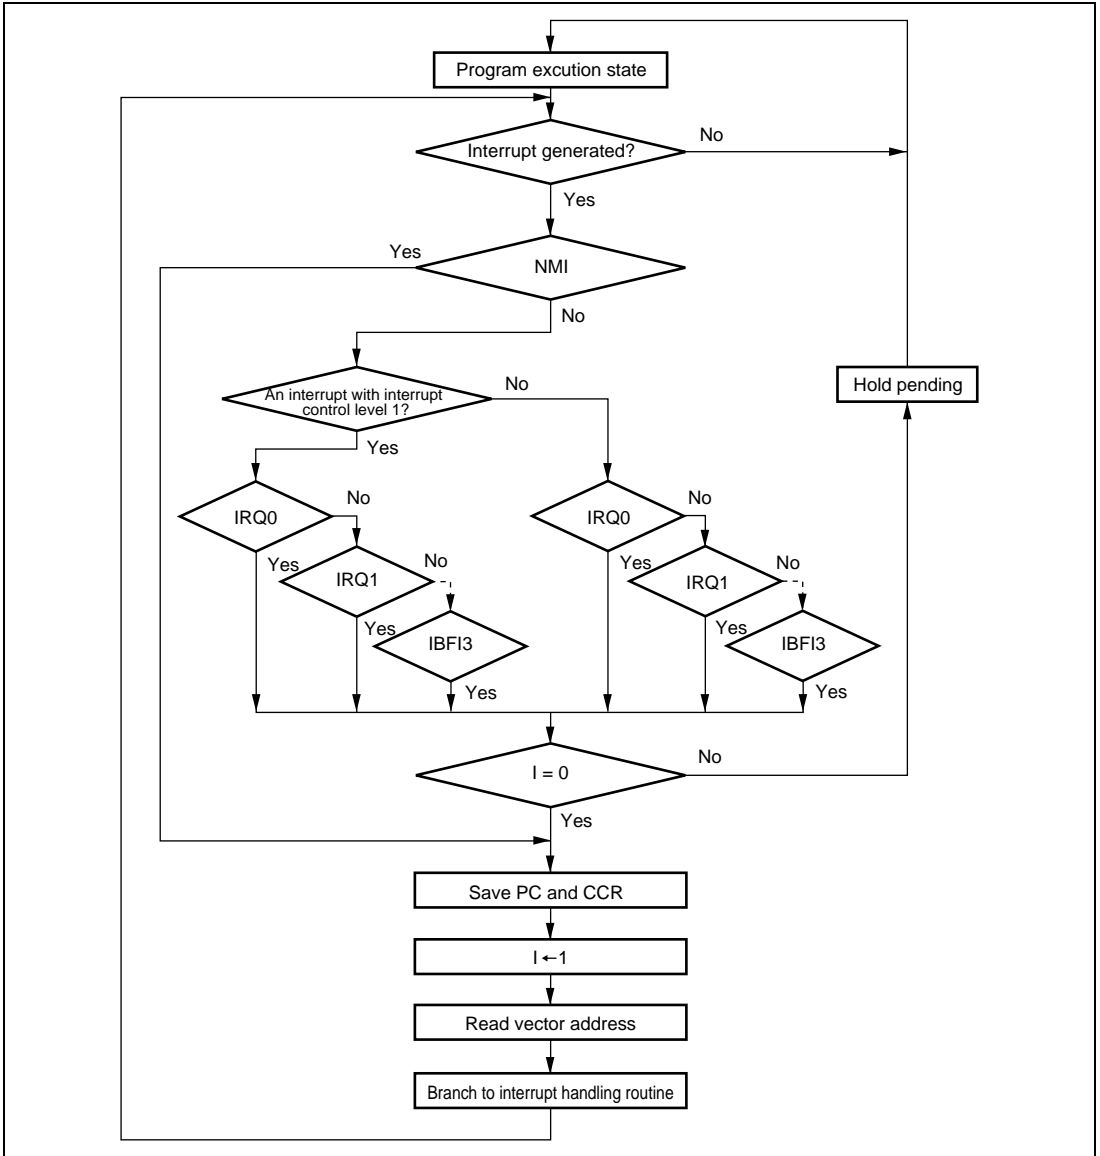 Program excution state
Interrupt generated?
No
Yes
Yes
NMI
No
An interrupt with interrupt
control level 1?
No
Hold pending
Yes
IRQ0
No
IRQ0
No
Yes
IRQ1
No
Yes
IRQ1
No
Yes
IBFI3
Yes
IBFI3
Yes
Yes
I = 0
No
Yes
Save PC and CCR
I ←1
Read vector address
Branch to interrupt handling routine